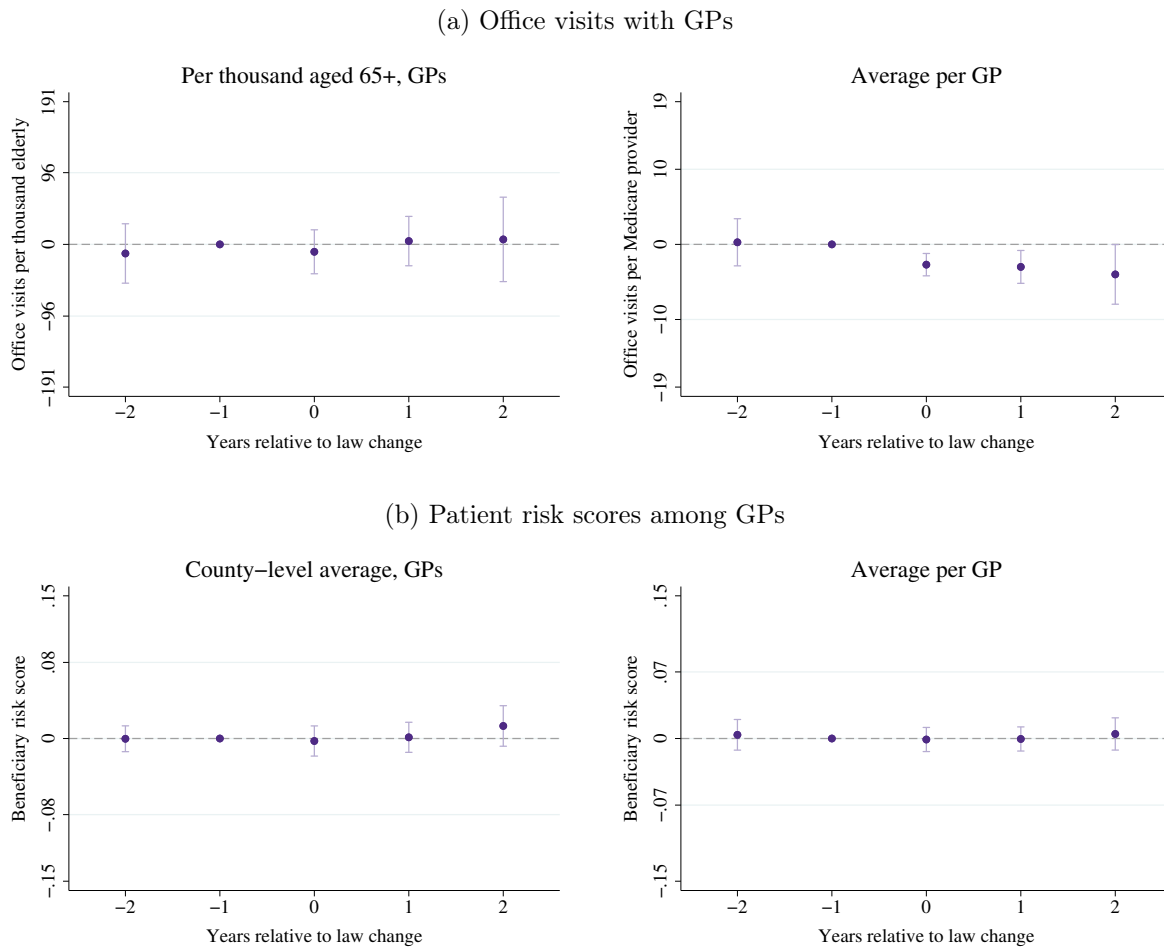 (a) Office visits with GPs
Per thousand aged 65+, GPs
Office visits per thousand elderly
191
96
0
−96
−191
−2 −1 0 1 2
Years relative to law change
Average per GP
Office visits per Medicare provider
19
10
0
−10
−19
−2 −1 0 1 2
Years relative to law change
(b) Patient risk scores among GPs
County−level average, GPs
Beneficiary risk score
.15
.08
0
−.08
−.15
−2 −1 0 1 2
Years relative to law change
Average per GP
Beneficiary risk score
.15
.07
0
−.07
−.15
−2 −1 0 1 2
Years relative to law change